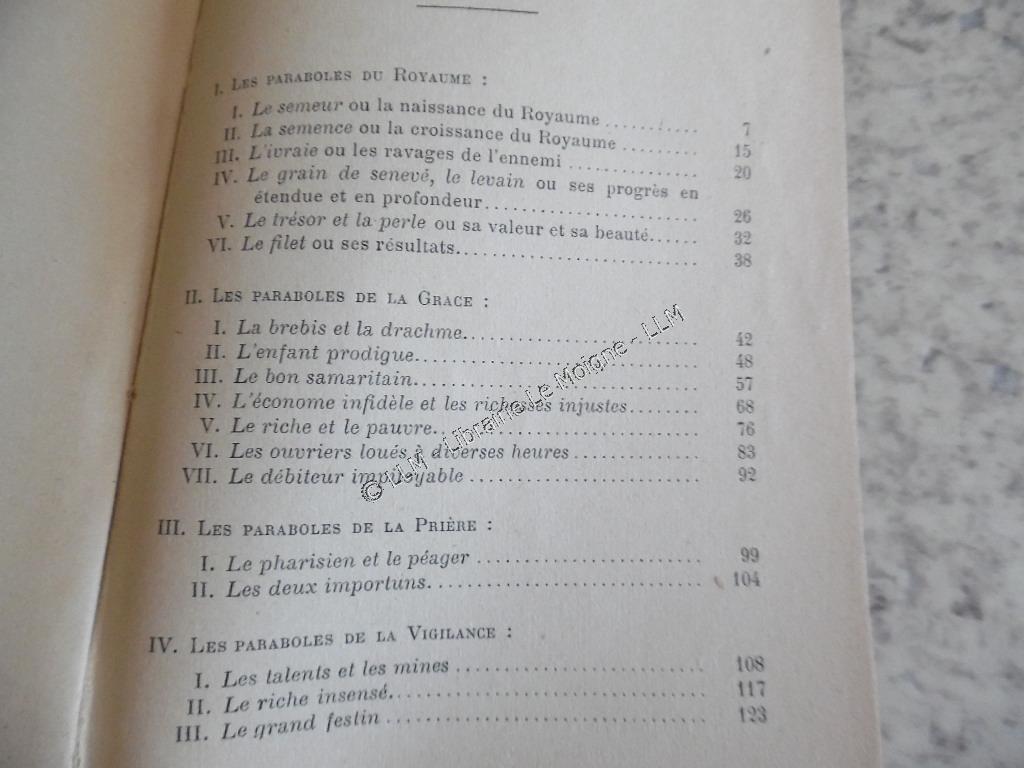 I. LES PARABOLES DU ROYAUME :
I. Le semeur ou la naissance du Royaume .......... 7
II. La semence ou la croissance du Royaume ......... 15
III. L'ivraie ou les ravages de l'ennemi ............... 20
IV. Le grain de senevé, le levain ou ses progrès en
étendue et en profondeur......................... 26
V. Le trésor et la perle ou sa valeur et sa beauté...... 32
VI. Le filet ou ses résultats............................ 38
II. LES PARABOLES DE LA GRACE :
I. La brebis et la drachme.......................... 42
II. L'enfant prodigue.............................. 48
III. Le bon samaritain.............................. 57
IV. L'économe infidèle et les richesses injustes........ 68
V. Le riche et le pauvre............................ 76
VI. Les ouvriers loués à diverses heures .............. 83
VII. Le débiteur impitoyable .......................... 92
III. LES PARABOLES DE LA PRIÈRE :
I. Le pharisien et le péager ......................... 99
II. Les deux importuns.............................. 104
IV. LES PARABOLES DE LA VIGILANCE :
I. Les talents et les mines ........................... 108
II. Le riche insensé.................................. 117
III. Le grand festin .................................. 123
© LLM - Librairie Le Moigne - LLM